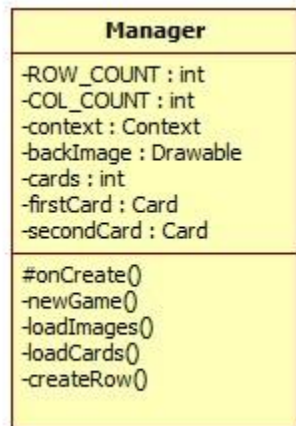 Manager
-ROW_COUNT : int
-COL_COUNT : int
-context : Context
-backImage : Drawable
-cards : int
-firstCard : Card
-secondCard : Card
#onCreate()
-newGame()
-loadImages()
-loadCards()
-createRow()